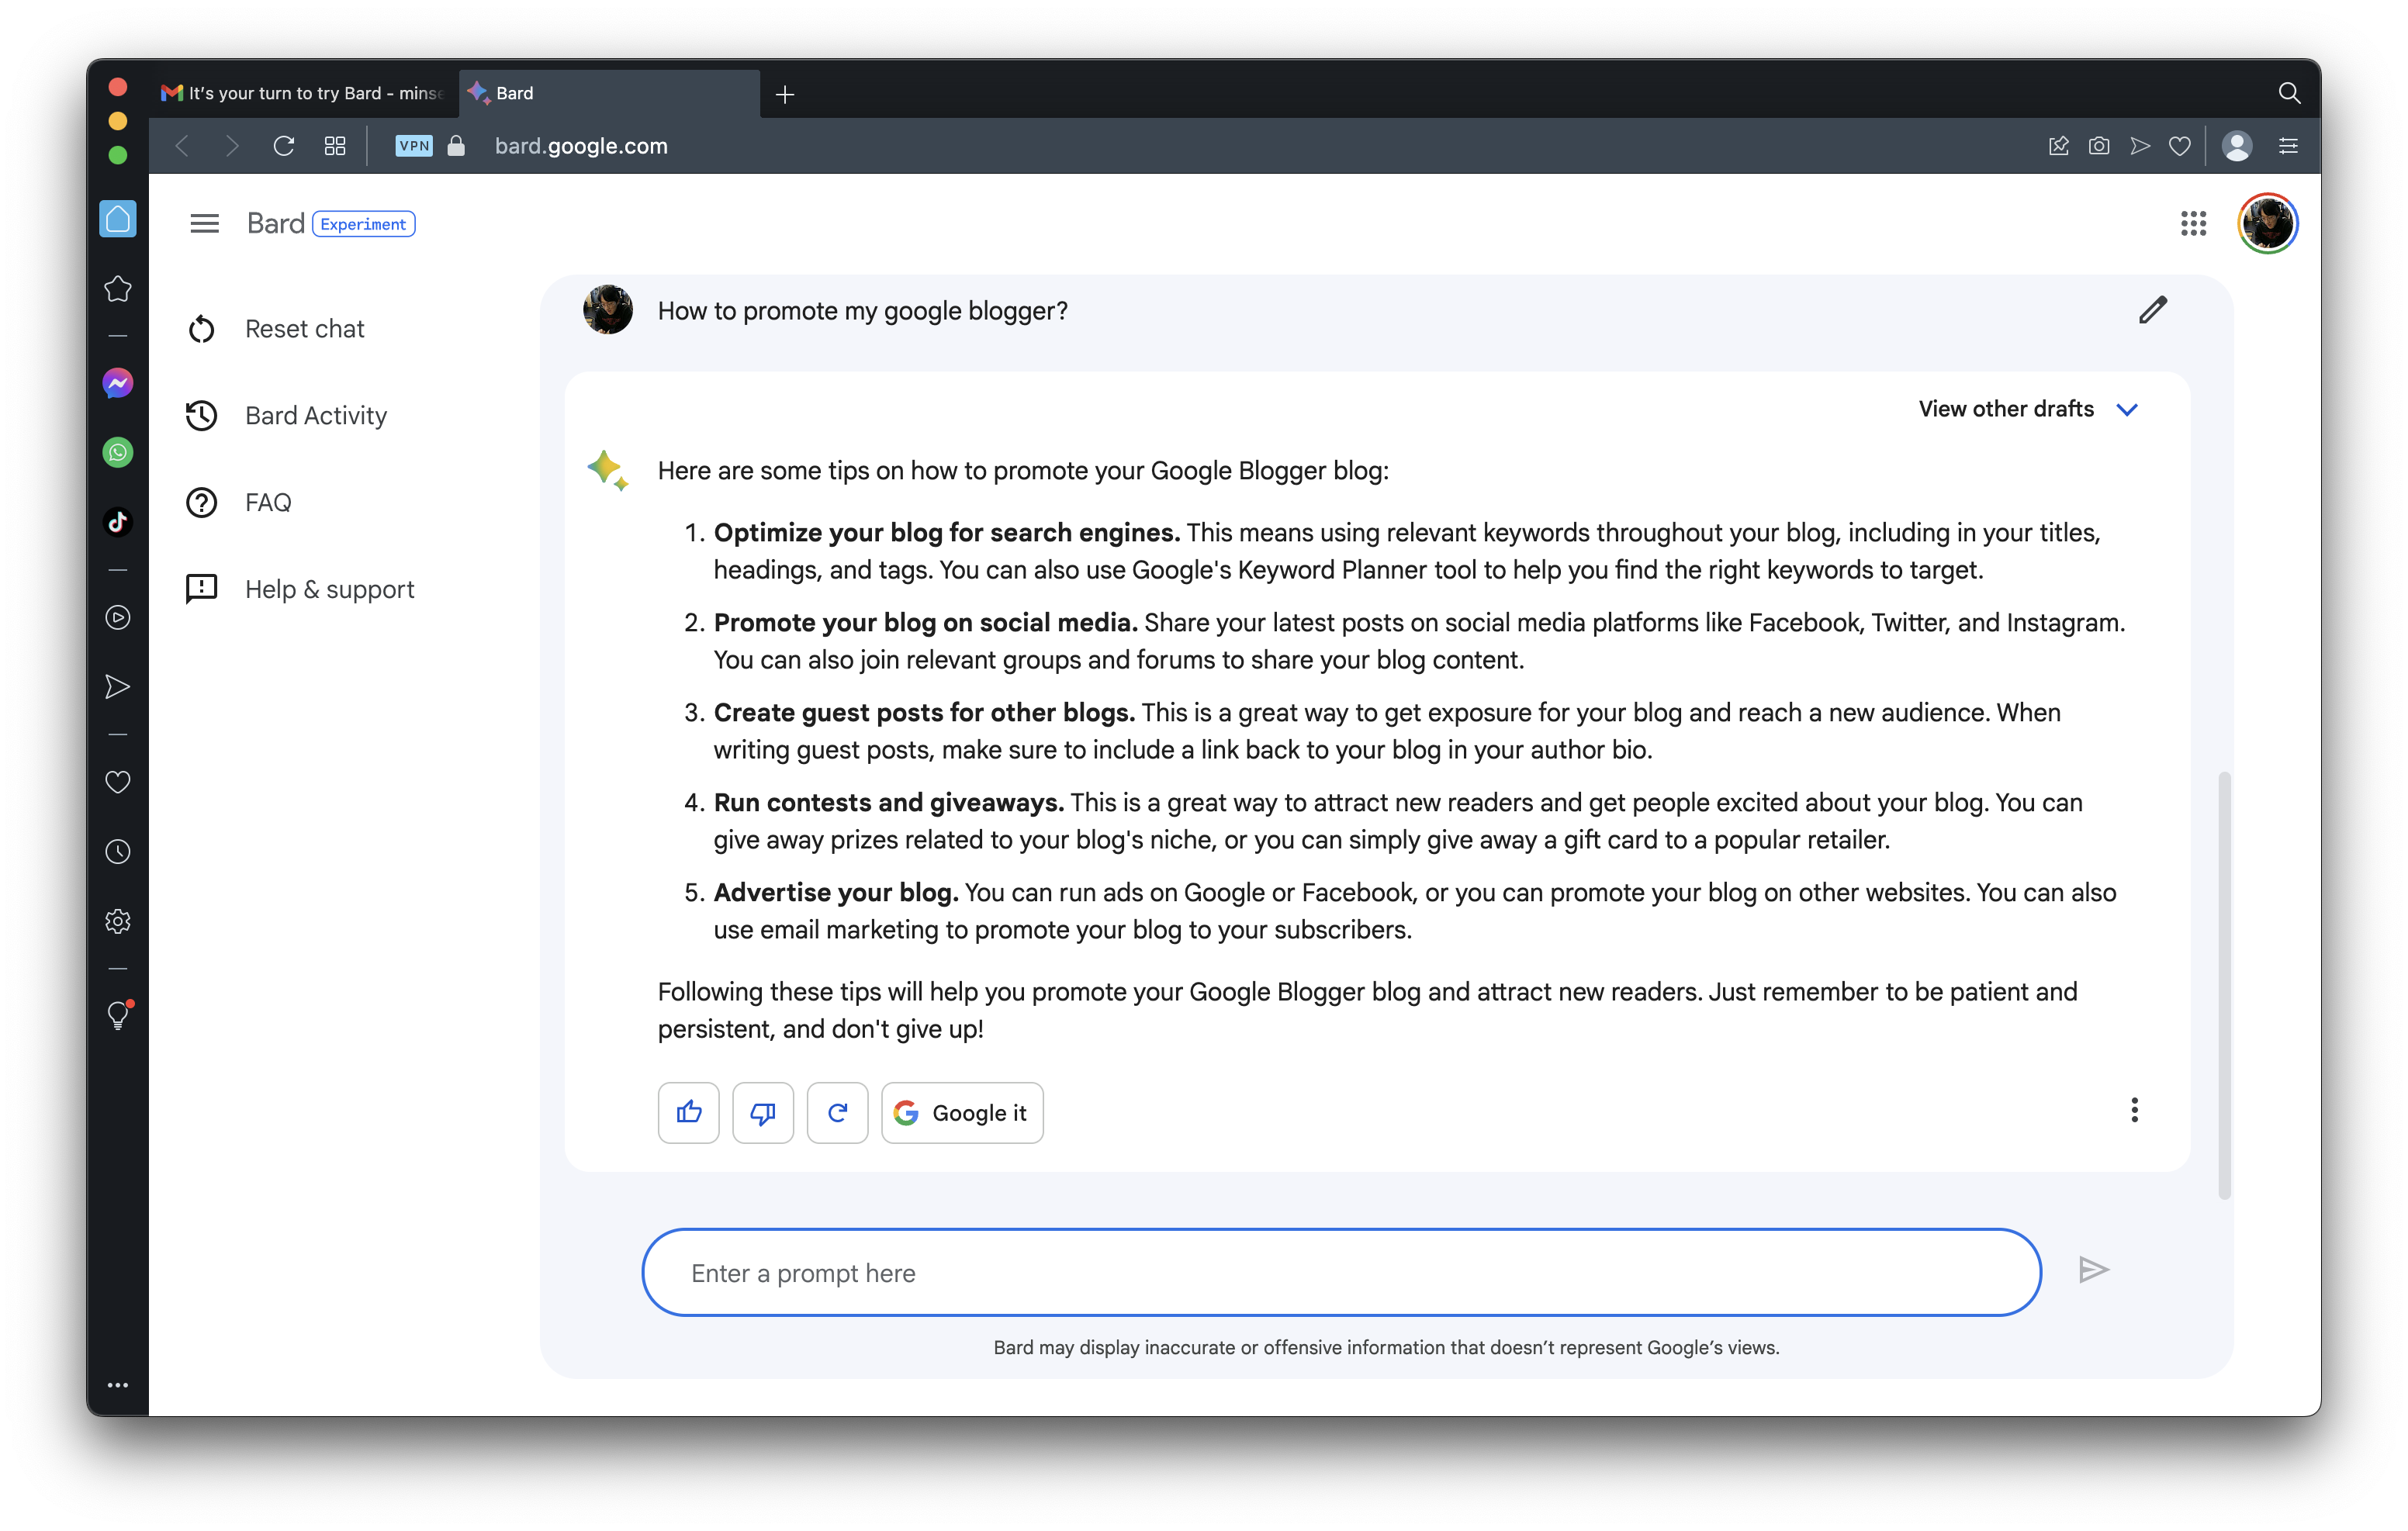 It’s your turn to try Bard - minse
Bard
VPN
bard.google.com
Bard Experiment
Reset chat
Bard Activity
FAQ
Help & support
How to promote my google blogger?
View other drafts
Here are some tips on how to promote your Google Blogger blog:
1. Optimize your blog for search engines. This means using relevant keywords throughout your blog, including in your titles,
headings, and tags. You can also use Google's Keyword Planner tool to help you find the right keywords to target.
2. Promote your blog on social media. Share your latest posts on social media platforms like Facebook, Twitter, and Instagram.
You can also join relevant groups and forums to share your blog content.
3. Create guest posts for other blogs. This is a great way to get exposure for your blog and reach a new audience. When
writing guest posts, make sure to include a link back to your blog in your author bio.
4. Run contests and giveaways. This is a great way to attract new readers and get people excited about your blog. You can
give away prizes related to your blog's niche, or you can simply give away a gift card to a popular retailer.
5. Advertise your blog. You can run ads on Google or Facebook, or you can promote your blog on other websites. You can also
use email marketing to promote your blog to your subscribers.
Following these tips will help you promote your Google Blogger blog and attract new readers. Just remember to be patient and
persistent, and don't give up!
Google it
Enter a prompt here
Bard may display inaccurate or offensive information that doesn’t represent Google’s views.